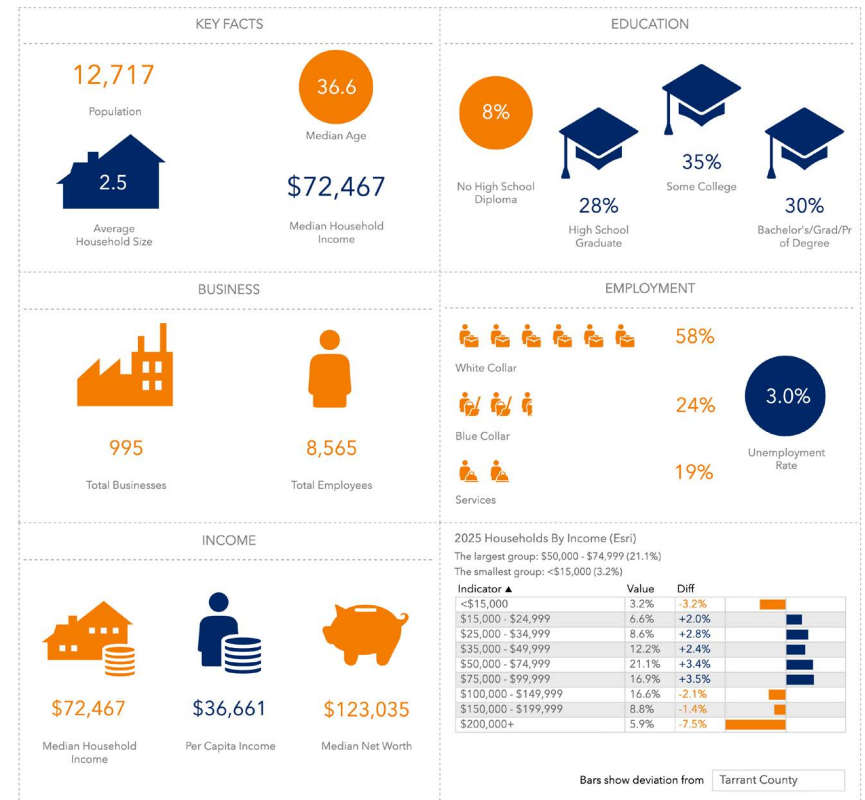 KEY FACTS
12,717
Population
36.6
Median Age
2.5
Average
Household Size
$72,467
Median Household
Income
EDUCATION
8%
No High School
Diploma
28%
High School
Graduate
35%
Some College
30%
Bachelor's/Grad/Pr
of Degree
BUSINESS
995
Total Businesses
8,565
Total Employees
EMPLOYMENT
58%
White Collar
24%
Blue Collar
19%
Services
3.0%
Unemployment
Rate
INCOME
$72,467
Median Household
Income
$36,661
Per Capita Income
$123,035
Median Net Worth
2025 Households By Income (Esri)
The largest group: $50,000 - $74,999 (21.1%)
The smallest group: <$15,000 (3.2%)
Indicator ▲ Value Diff
<$15,000 3.2% -3.2%
$15,000 - $24,999 6.6% +2.0%
$25,000 - $34,999 8.6% +2.8%
$35,000 - $49,999 12.2% +2.4%
$50,000 - $74,999 21.1% +3.4%
$75,000 - $99,999 16.9% +3.5%
$100,000 - $149,999 16.6% -2.1%
$150,000 - $199,999 8.8% -1.4%
$200,000+ 5.9% -7.5%
Bars show deviation from Tarrant County